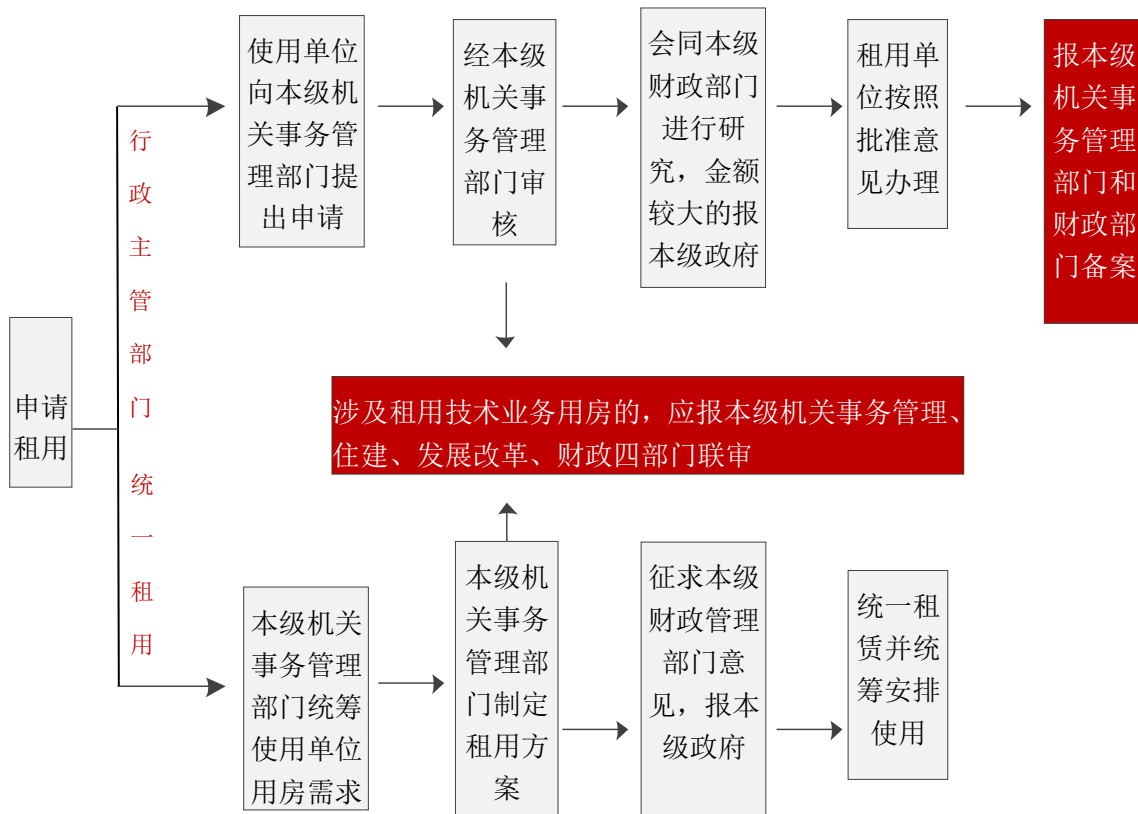 使用单位
向本级机
关事务管
理部门提
出申请
经本级
机关事
务管理
部门审
核
会同本级
财政部门
进行研
究，金额
较大的报
本级政府
租用单
位按照
批准意
见办理
报本级
机关事
务管理
部门和
财政部
门备案
行
政
主
管
部
门
统
一
租
用
申请
租用
涉及租用技术业务用房的，应报本级机关事务管理、
住建、发展改革、财政四部门联审
本级机关
事务管理
部门统筹
使用单位
用房需求
本级机
关事务
管理部
门制定
租用方
案
征求本级
财政管理
部门意
见，报本
级政府
统一租
赁并统
筹安排
使用